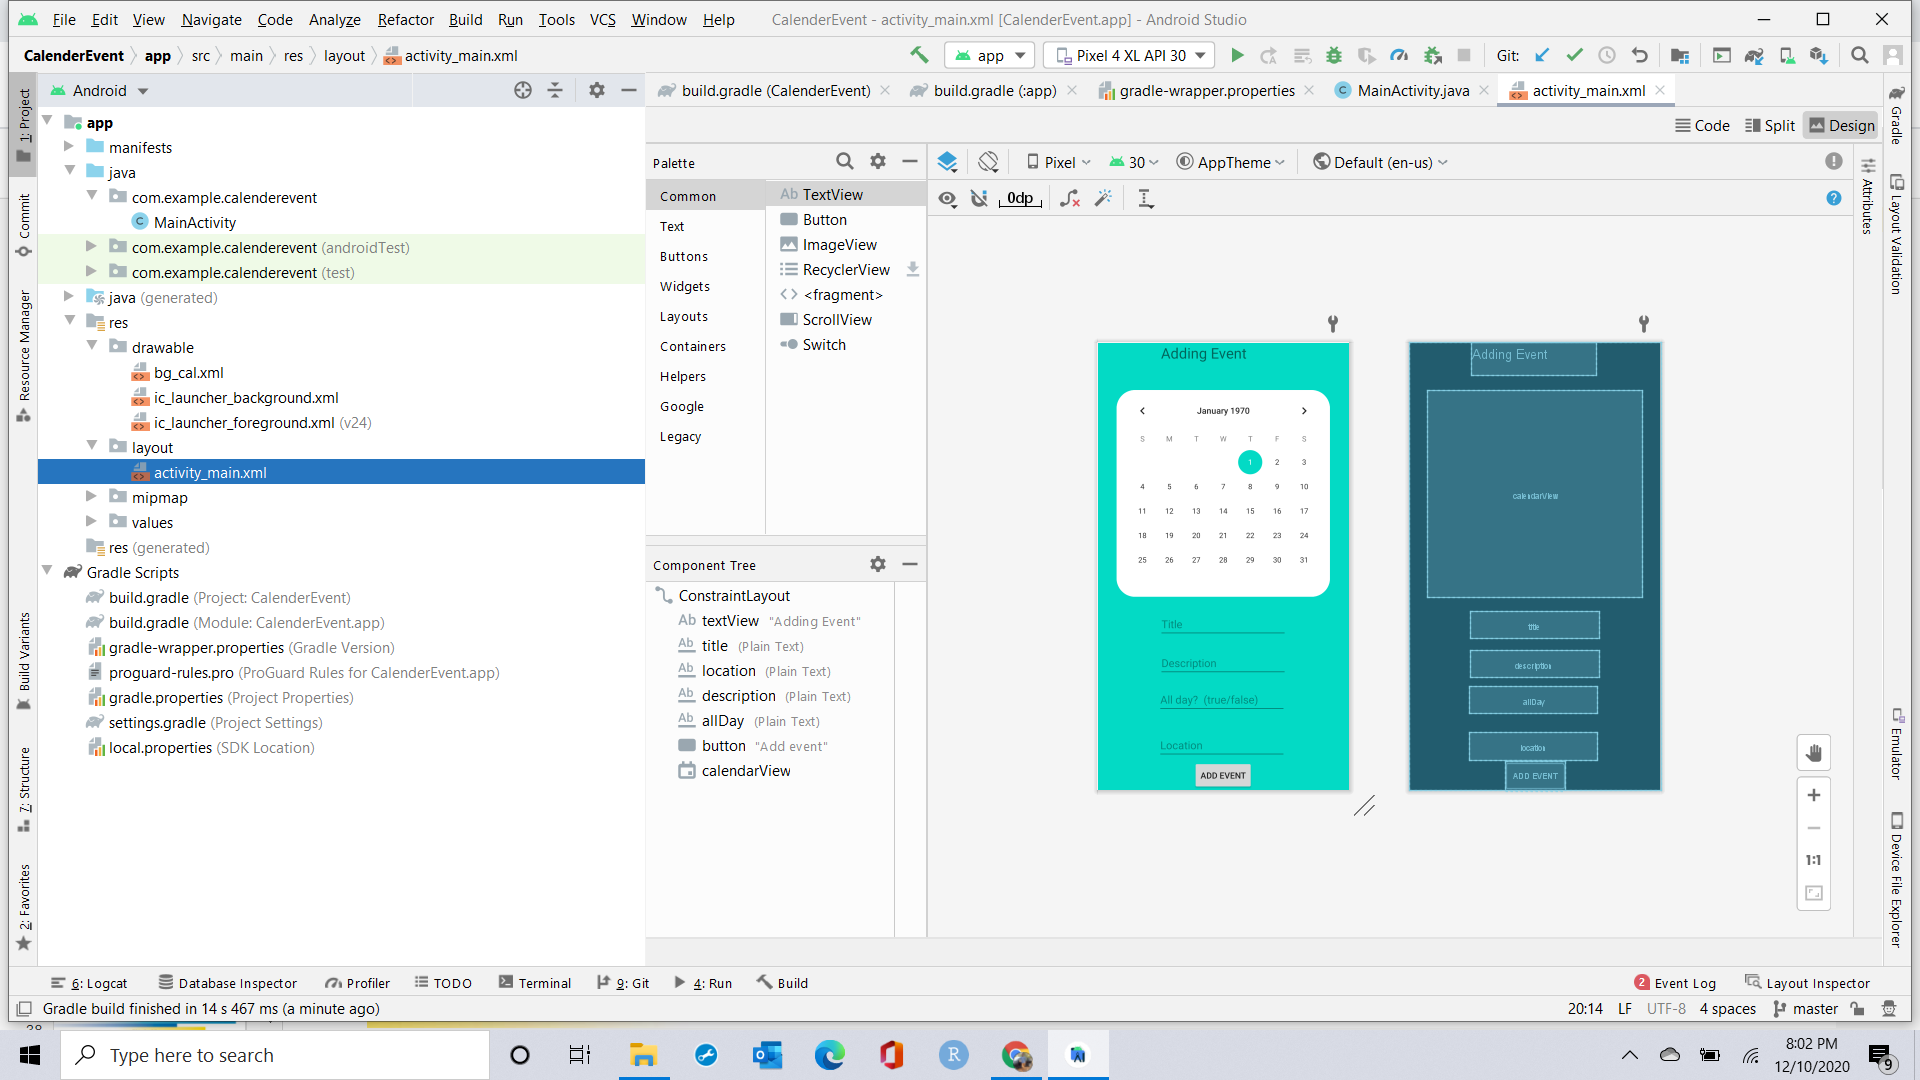 File Edit View Navigate Code Analyze Refactor Build Run Tools VCS Window Help CalenderEvent - activity_main.xml [CalenderEvent.app] - Android Studio
CalenderEvent app src main res layout activity_main.xml app Pixel 4 XL API 30 Git:
Android
build.gradle (CalenderEvent) build.gradle (:app) gradle-wrapper.properties MainActivity.java activity_main.xml
Code Split Design
1: Project
Commit
Resource Manager
Build Variants
7: Structure
2: Favorites
app
manifests
java
com.example.calenderevent
MainActivity
com.example.calenderevent (androidTest)
com.example.calenderevent (test)
java (generated)
res
drawable
bg_cal.xml
ic_launcher_background.xml
ic_launcher_foreground.xml (v24)
layout
activity_main.xml
mipmap
values
res (generated)
Gradle Scripts
build.gradle (Project: CalenderEvent)
build.gradle (Module: CalenderEvent.app)
gradle-wrapper.properties (Gradle Version)
proguard-rules.pro (ProGuard Rules for CalenderEvent.app)
gradle.properties (Project Properties)
settings.gradle (Project Settings)
local.properties (SDK Location)
Palette
Common
Text
Buttons
Widgets
Layouts
Containers
Helpers
Google
Legacy
Ab TextView
Button
ImageView
RecyclerView
<fragment>
ScrollView
Switch
Component Tree
ConstraintLayout
Ab textView "Adding Event"
Ab title (Plain Text)
Ab location (Plain Text)
Ab description (Plain Text)
Ab allDay (Plain Text)
button "Add event"
calendarView
Pixel 30 AppTheme Default (en-us)
0dp
Adding Event
January 1970
S M T W T F S
1 2 3
4 5 6 7 8 9 10
11 12 13 14 15 16 17
18 19 20 21 22 23 24
25 26 27 28 29 30 31
Title
Description
All day? (true/false)
Location
ADD EVENT
Adding Event
calendarView
title
description
allDay
location
ADD EVENT
1:1
Attributes
Gradle
Layout Validation
Emulator
Device File Explorer
6: Logcat Database Inspector Profiler TODO Terminal 9: Git 4: Run Build 2 Event Log Layout Inspector
Gradle build finished in 14 s 467 ms (a minute ago) 20:14 LF UTF-8 4 spaces master
Type here to search
8:02 PM
12/10/2020
9